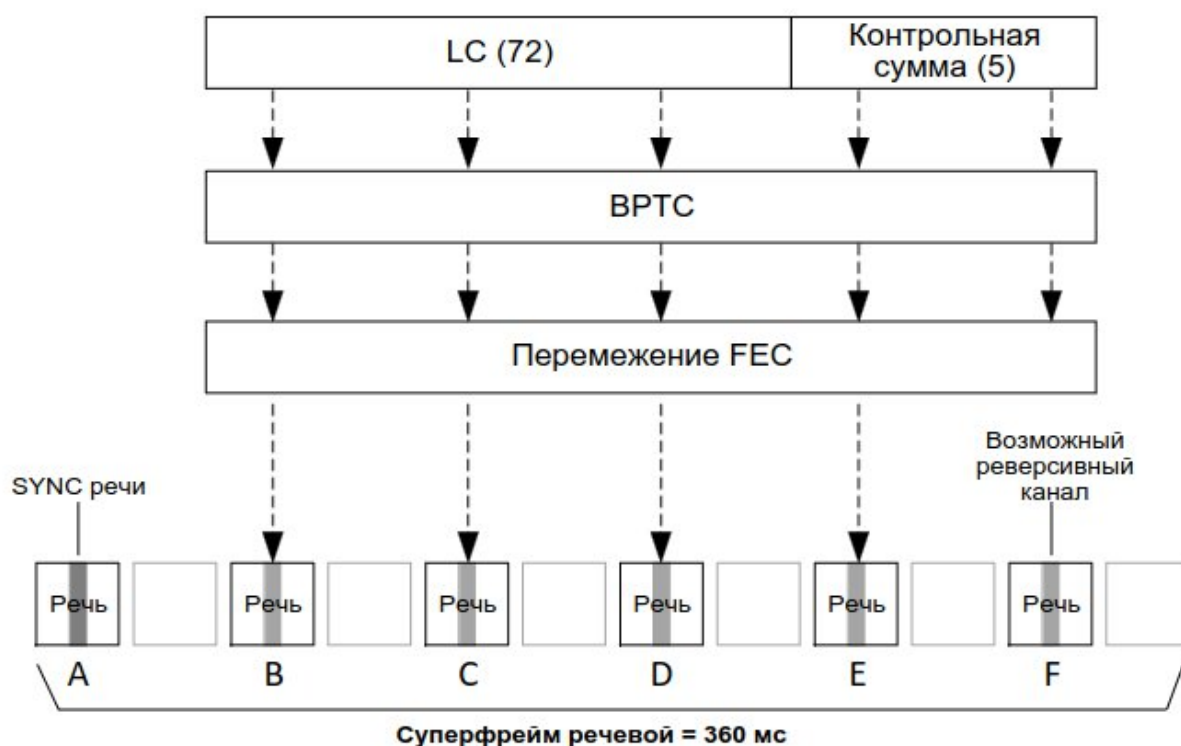 LC (72)
Контрольная
сумма (5)
BPTC
Перемежение FEC
SYNC речи
Возможный
реверсивный
канал
Речь Речь Речь Речь Речь Речь
A B C D E F
Суперфрейм речевой = 360 мс